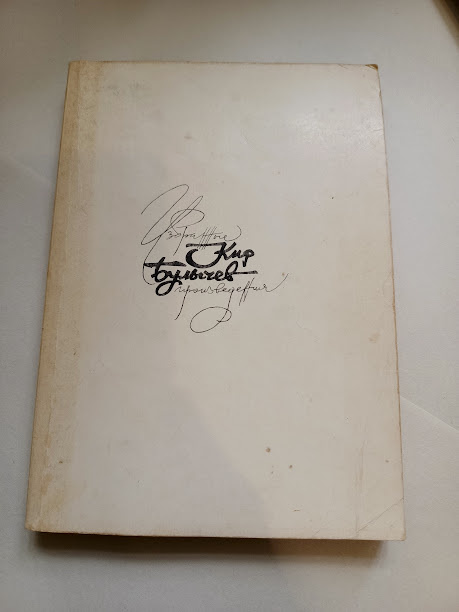 Избранные
Кир
Булычев
произведения